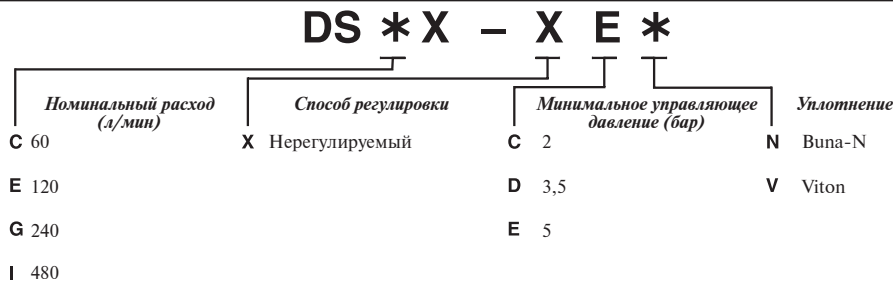 DS * X – X E *
Номинальный расход
(л/мин)
Способ регулировки
Минимальное управляющее
давление (бар)
Уплотнение
C 60
X Нерегулируемый
C 2
N Buna-N
E 120
D 3,5
V Viton
G 240
E 5
I 480